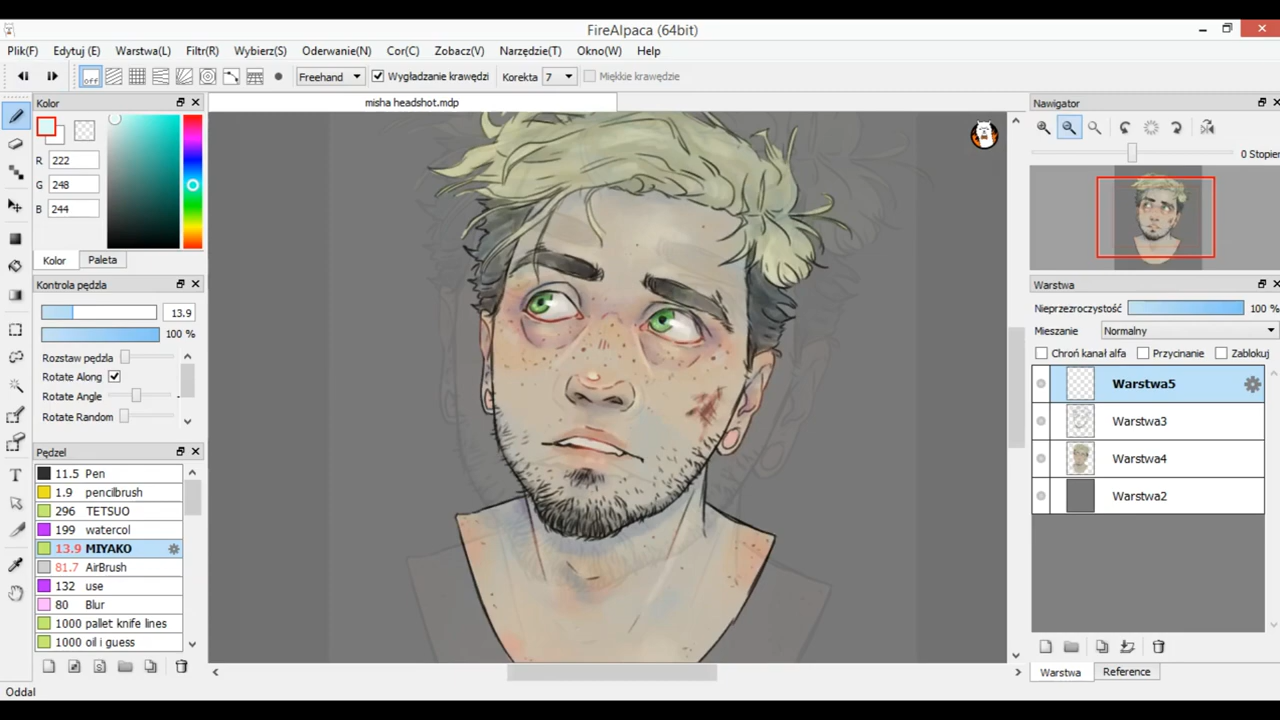 FireAlpaca (64bit)
Plik(F) Edytuj (E) Warstwa(L) Filtr(R) Wybierz(S) Oderwanie(N) Cor(C) Zobacz(V) Narzędzie(T) Okno(W) Help
off Freehand Wygładzanie krawędzi Korekta 7 Miękkie krawędzie
Kolor
misha headshot.mdp
Nawigator
R 222
G 248
B 244
0 Stopier
Kolor Paleta
Kontrola pędzla
13.9
100 %
Rozstaw pędzla
Rotate Along
Rotate Angle
Rotate Random
Pędzel
11.5 Pen
1.9 pencilbrush
296 TETSUO
199 watercol
13.9 MIYAKO
81.7 AirBrush
132 use
80 Blur
1000 pallet knife lines
1000 oil i guess
Warstwa
Nieprzezroczystość 100 %
Mieszanie Normalny
Chroń kanał alfa Przycinanie Zablokuj
Warstwa5
Warstwa3
Warstwa4
Warstwa2
Warstwa Reference
Oddal